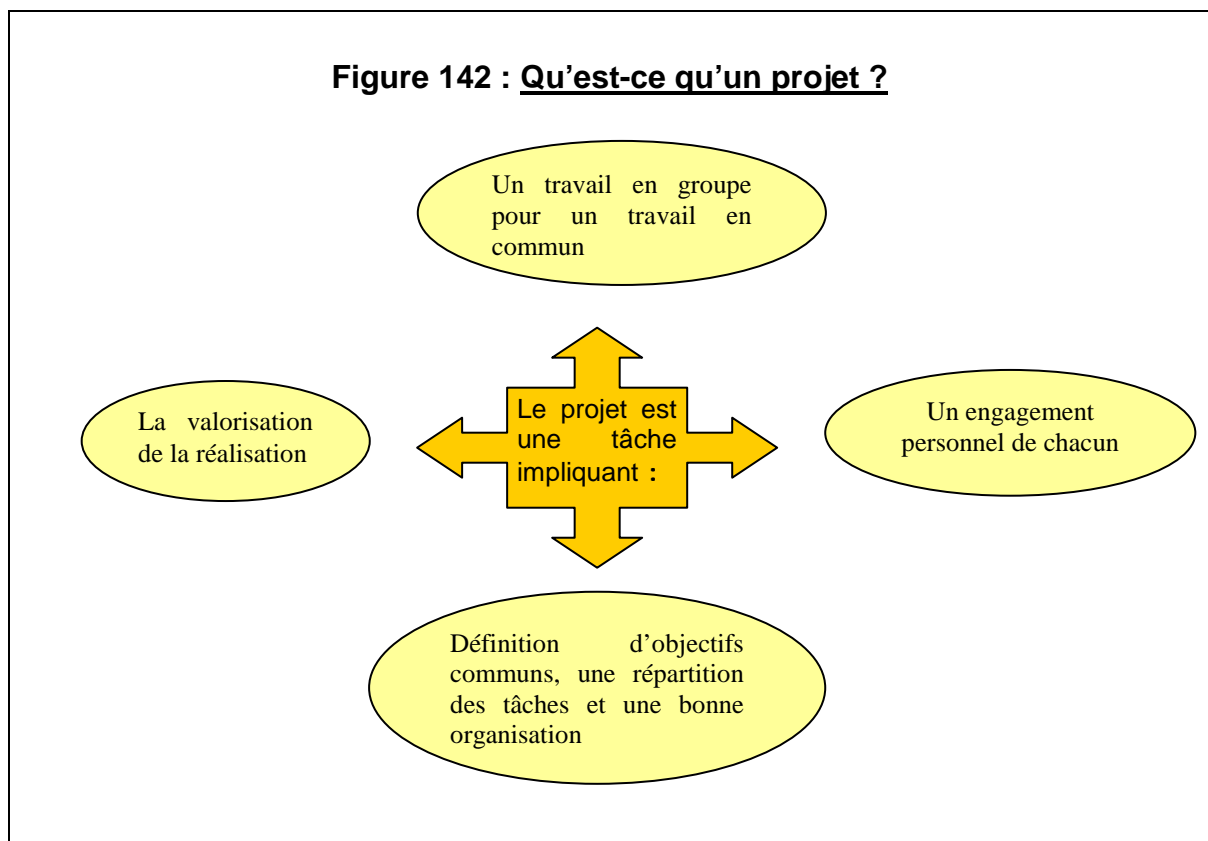 Figure 142 : Qu’est-ce qu’un projet ?
Un travail en groupe
pour un travail en
commun
La valorisation
de la réalisation
Le projet est
une tâche
impliquant :
Un engagement
personnel de chacun
Définition d’objectifs
communs, une répartition
des tâches et une bonne
organisation